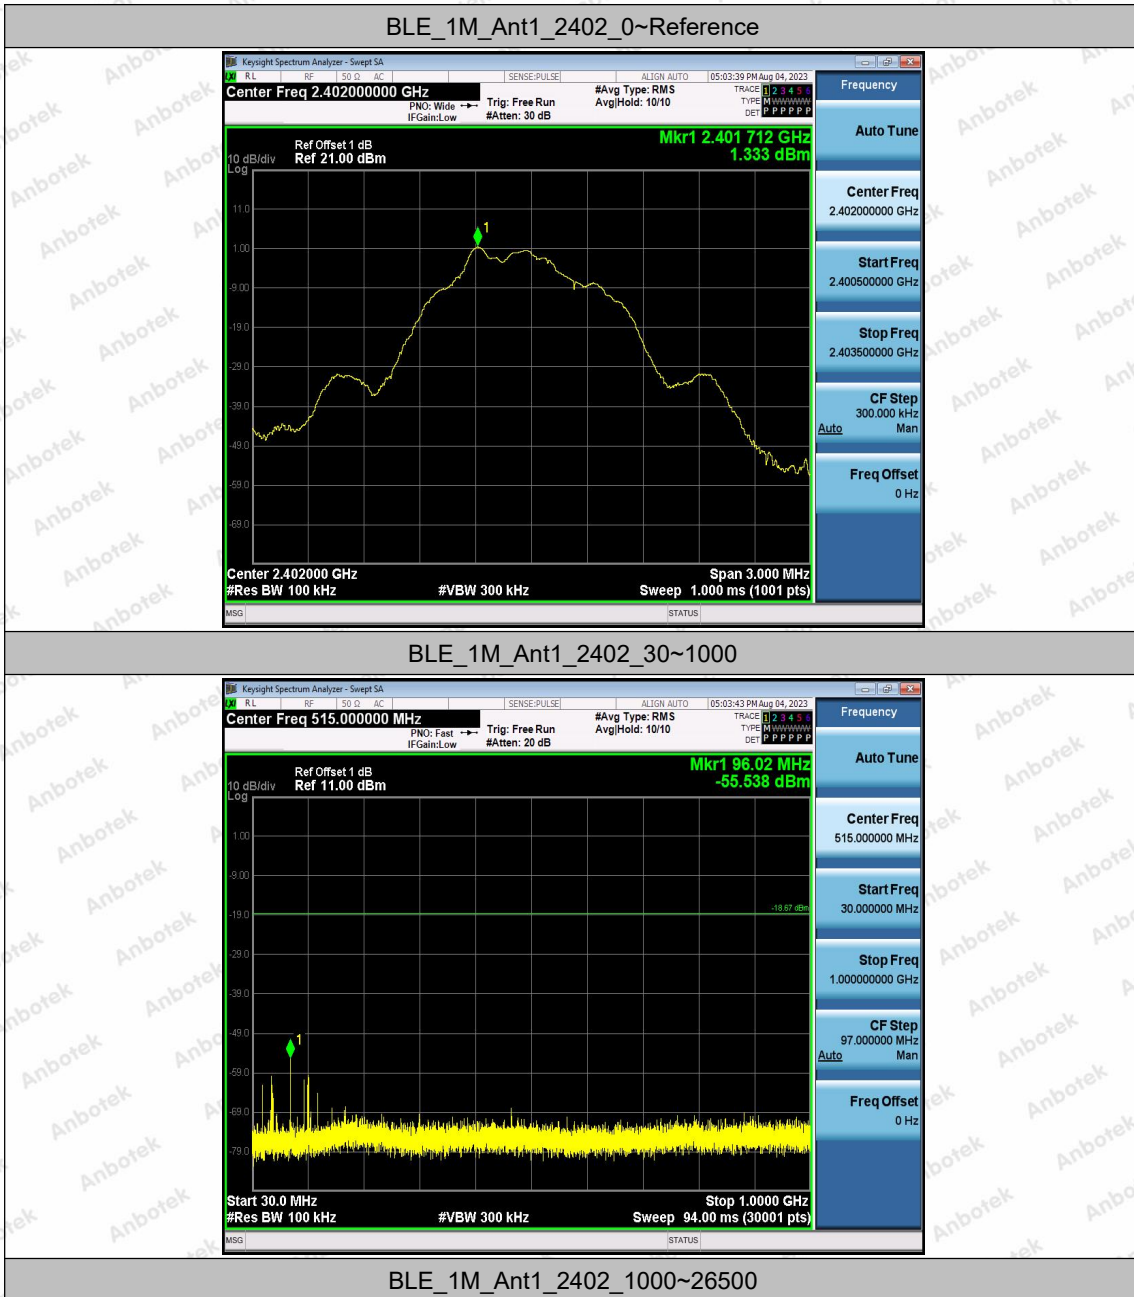 BLE_1M_Ant1_2402_0~Reference
Keysight Spectrum Analyzer - Swept SA
LXI RL RF 50 Ω AC SENSE:PULSE ALIGN AUTO 05:03:39 PM Aug 04, 2023
Center Freq 2.402000000 GHz
PNO: Wide
IFGain:Low
Trig: Free Run
#Atten: 30 dB
#Avg Type: RMS
Avg|Hold: 10/10
TRACE 1 2 3 4 5 6
TYPE M WWWWW
DET P P P P P P
Mkr1 2.401 712 GHz
1.333 dBm
Ref Offset 1 dB
10 dB/div Ref 21.00 dBm
Log
11.0
1
1.00
-9.00
-19.0
-29.0
-39.0
-49.0
-59.0
-69.0
Center 2.402000 GHz Span 3.000 MHz
#Res BW 100 kHz #VBW 300 kHz Sweep 1.000 ms (1001 pts)
MSG STATUS
Frequency
Auto Tune
Center Freq
2.402000000 GHz
Start Freq
2.400500000 GHz
Stop Freq
2.403500000 GHz
CF Step
300.000 kHz
Auto Man
Freq Offset
0 Hz
BLE_1M_Ant1_2402_30~1000
Keysight Spectrum Analyzer - Swept SA
LXI RL RF 50 Ω AC SENSE:PULSE ALIGN AUTO 05:03:43 PM Aug 04, 2023
Center Freq 515.000000 MHz
PNO: Fast
IFGain:Low
Trig: Free Run
#Atten: 20 dB
#Avg Type: RMS
Avg|Hold: 10/10
TRACE 1 2 3 4 5 6
TYPE M WWWWW
DET P P P P P P
Mkr1 96.02 MHz
-55.538 dBm
Ref Offset 1 dB
10 dB/div Ref 11.00 dBm
Log
1.00
-9.00
-18.67 dBm
-19.0
-29.0
-39.0
-49.0
1
-59.0
-69.0
-79.0
Start 30.0 MHz Stop 1.0000 GHz
#Res BW 100 kHz #VBW 300 kHz Sweep 94.00 ms (30001 pts)
MSG STATUS
Frequency
Auto Tune
Center Freq
515.000000 MHz
Start Freq
30.000000 MHz
Stop Freq
1.000000000 GHz
CF Step
97.000000 MHz
Auto Man
Freq Offset
0 Hz
BLE_1M_Ant1_2402_1000~26500
Anbotek